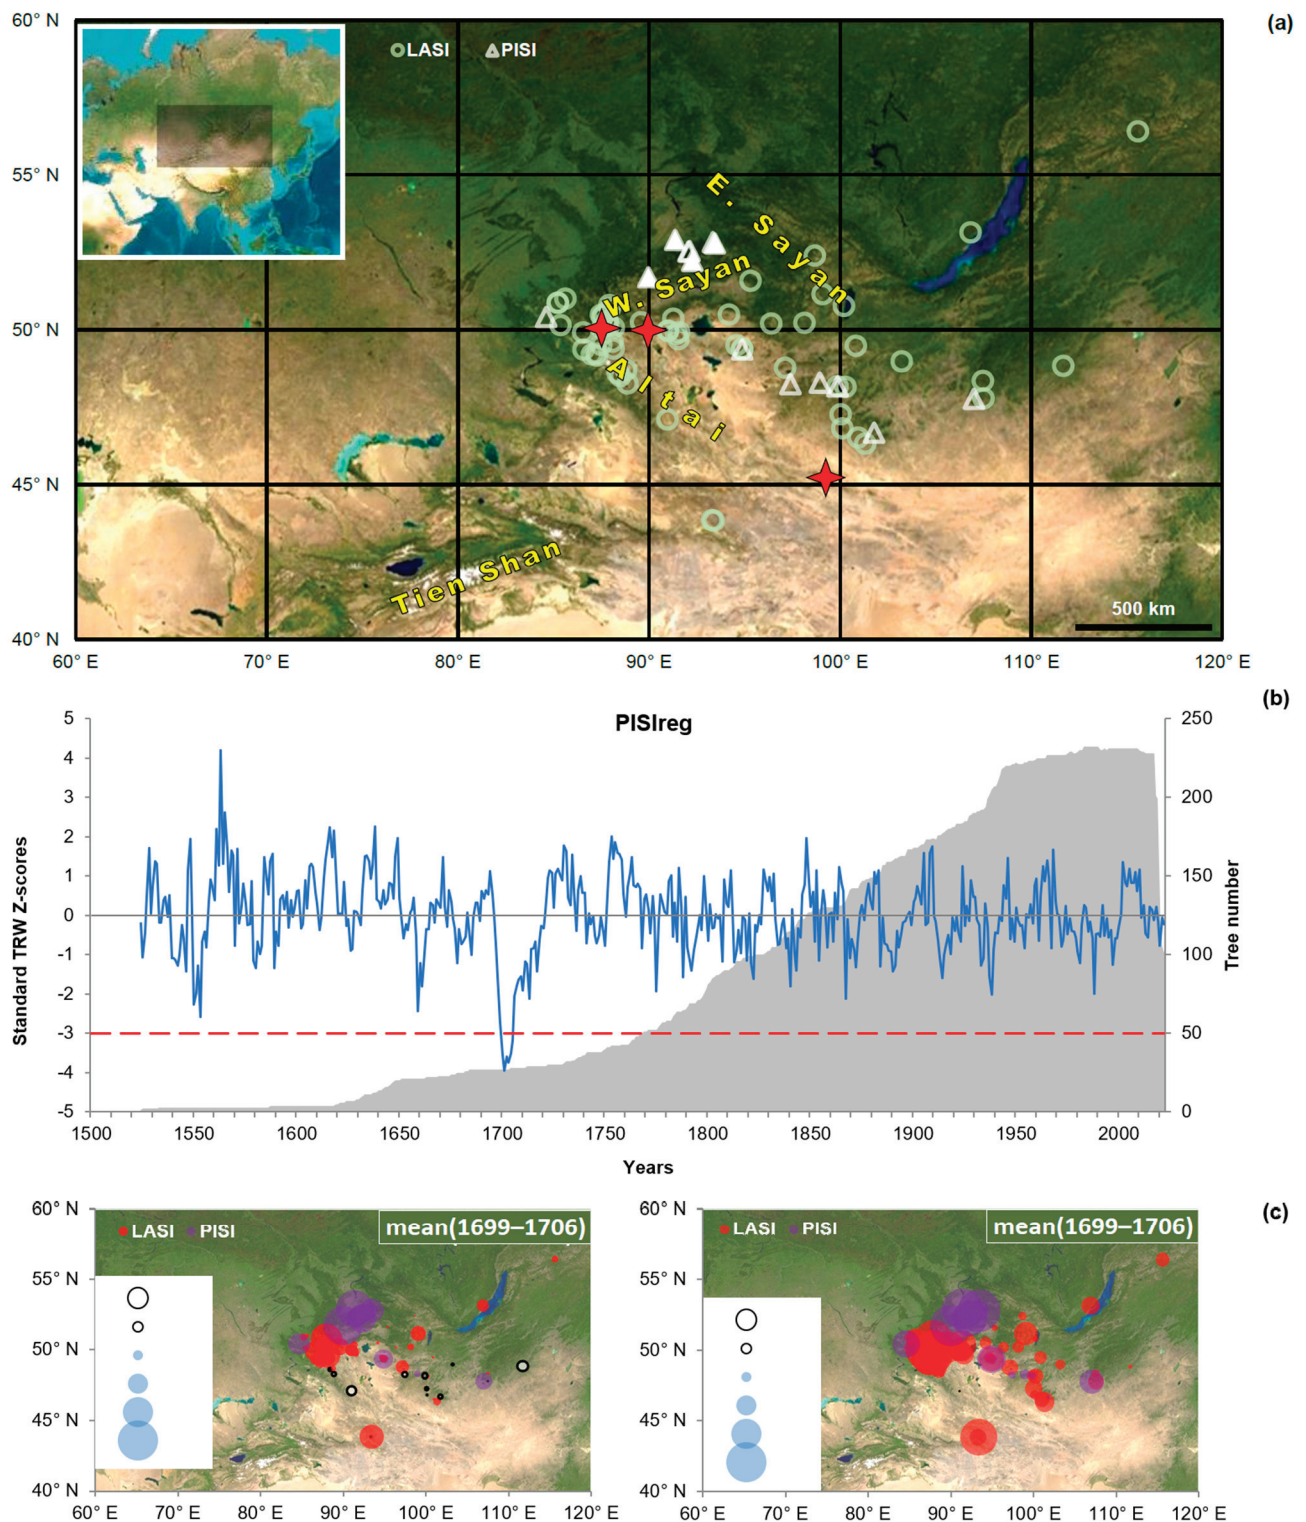 (a)
60° N
55° N
50° N
45° N
40° N
LASI
PISI
E. Sayan
W. Sayan
Altai
Tien Shan
500 km
60° E
70° E
80° E
90° E
100° E
110° E
120° E
(b)
PISIreg
Standard TRW Z-scores
5
4
3
2
1
0
-1
-2
-3
-4
-5
250
200
150
100
50
0
Tree number
1500
1550
1600
1650
1700
1750
1800
1850
1900
1950
2000
Years
(c)
60° N
55° N
50° N
45° N
40° N
LASI
PISI
mean(1699–1706)
60° E
70° E
80° E
90° E
100° E
110° E
120° E
60° N
55° N
50° N
45° N
40° N
LASI
PISI
mean(1699–1706)
60° E
70° E
80° E
90° E
100° E
110° E
120° E